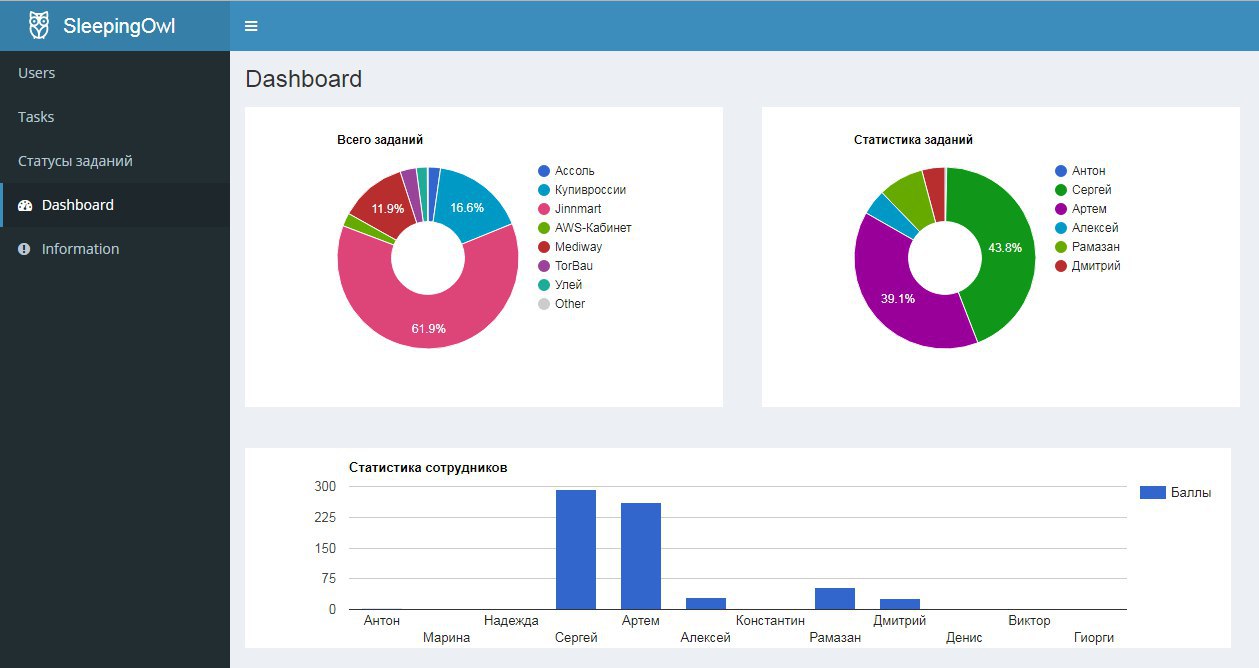 SleepingOwl
Users
Tasks
Статусы заданий
Dashboard
Information
Dashboard
Всего заданий
16.6%
11.9%
61.9%
Ассоль
Купивроссии
Jinnmart
AWS-Кабинет
Mediway
TorBau
Улей
Other
Статистика заданий
43.8%
39.1%
Антон
Сергей
Артем
Алексей
Рамазан
Дмитрий
Статистика сотрудников
300
225
150
75
0
Баллы
Антон
Марина
Надежда
Сергей
Артем
Алексей
Константин
Рамазан
Дмитрий
Денис
Виктор
Гиорги